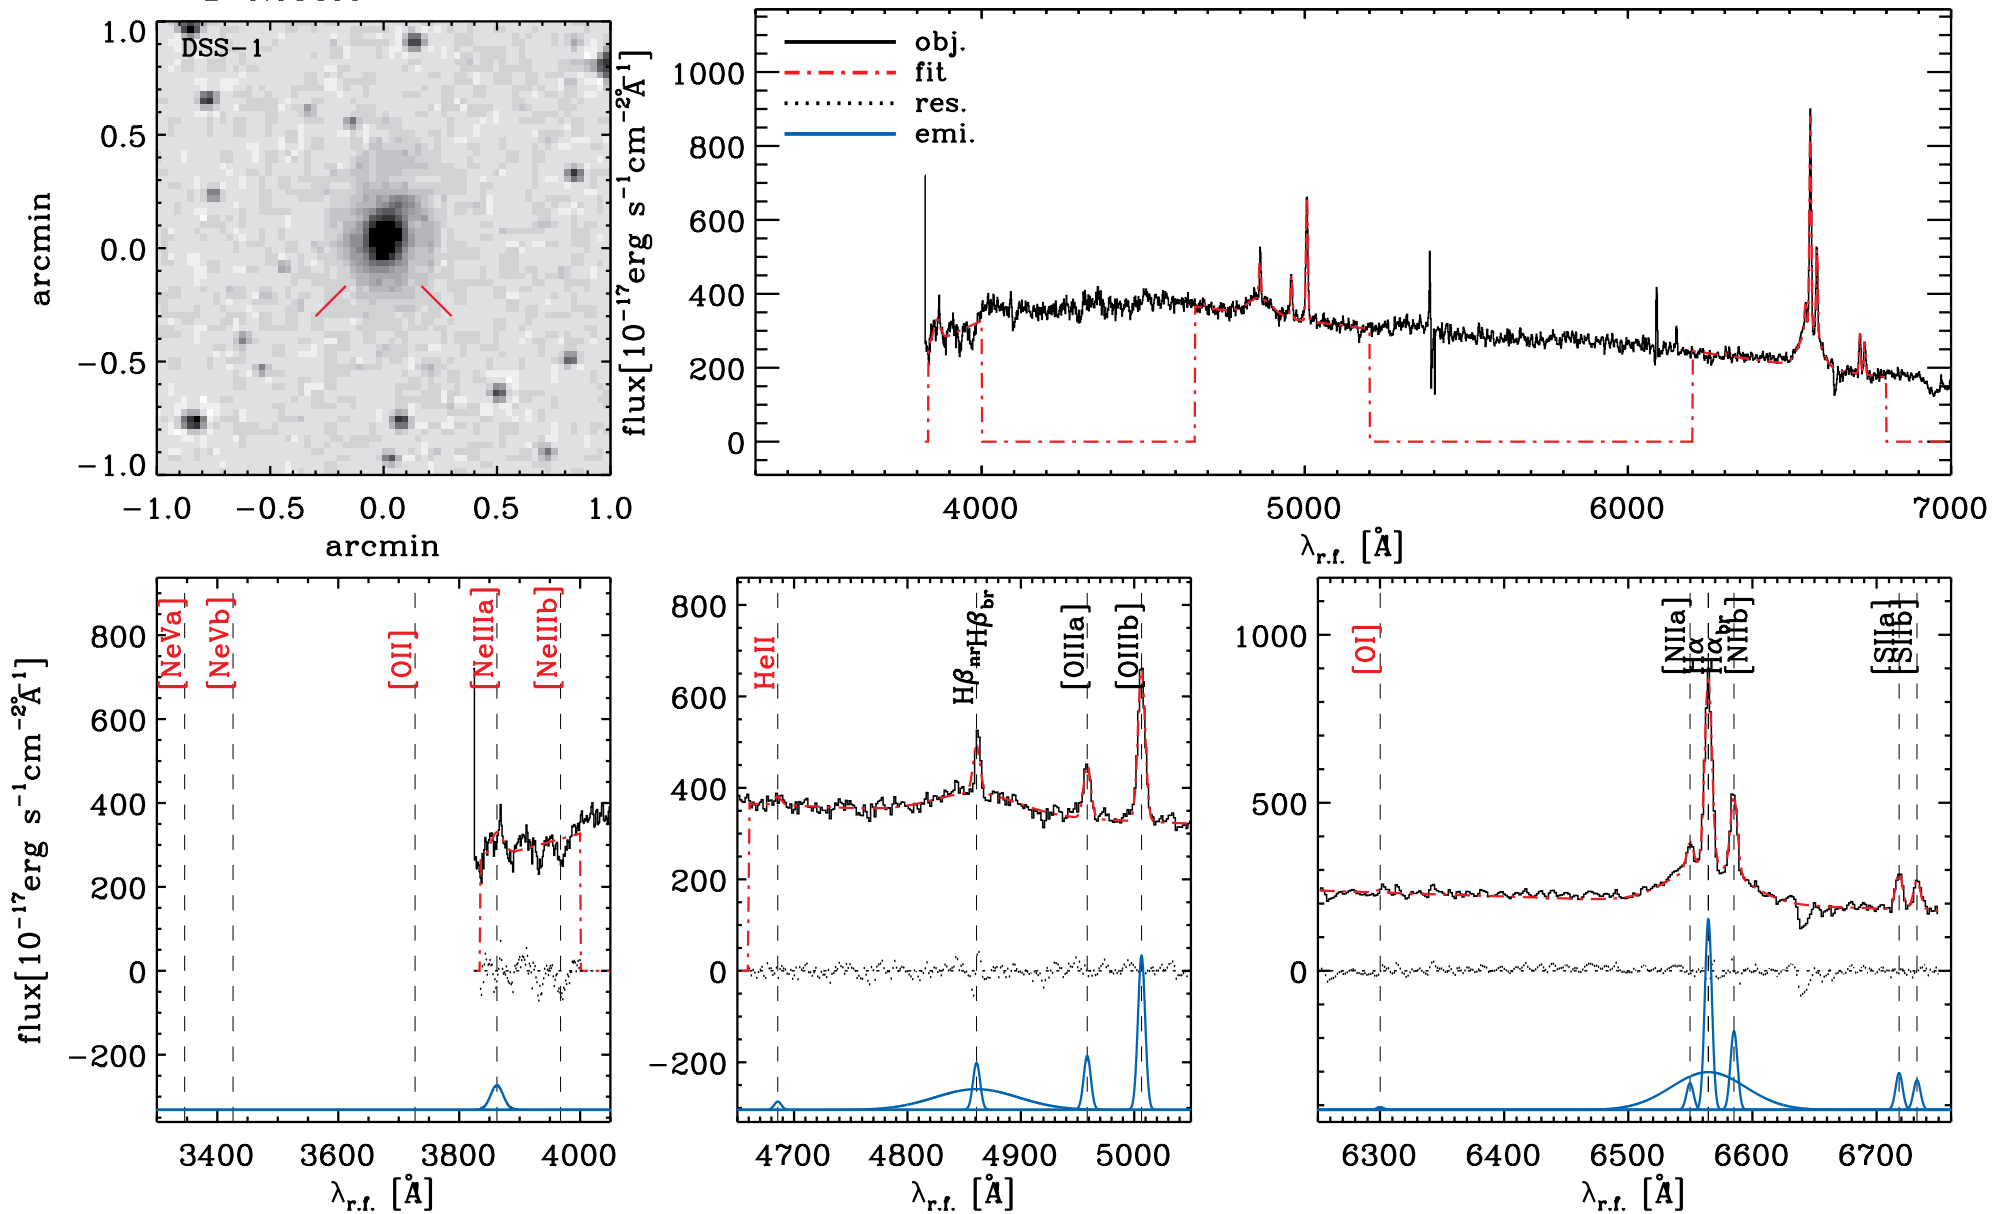 DSS-1
1.0
0.5
0.0
-0.5
-1.0
arcmin
-1.0 -0.5 0.0 0.5 1.0
arcmin
obj.
fit
res.
emi.
1000
800
600
400
200
0
flux[10⁻¹⁷erg s⁻¹cm⁻²Å⁻¹]
4000 5000 6000 7000
λr.f. [Å]
[NeVa]
[NeVb]
[OII]
[NeIIIa]
[NeIIIb]
800
600
400
200
0
-200
flux[10⁻¹⁷erg s⁻¹cm⁻²Å⁻¹]
3400 3600 3800 4000
λr.f. [Å]
HeII
Hβnr
Hβbr
[OIIIa]
[OIIIb]
800
600
400
200
0
-200
4700 4800 4900 5000
λr.f. [Å]
[OI]
[NIIa]
Hα
Hαbr
[NIIb]
[SIIa]
[SIIb]
1000
500
0
6300 6400 6500 6600 6700
λr.f. [Å]